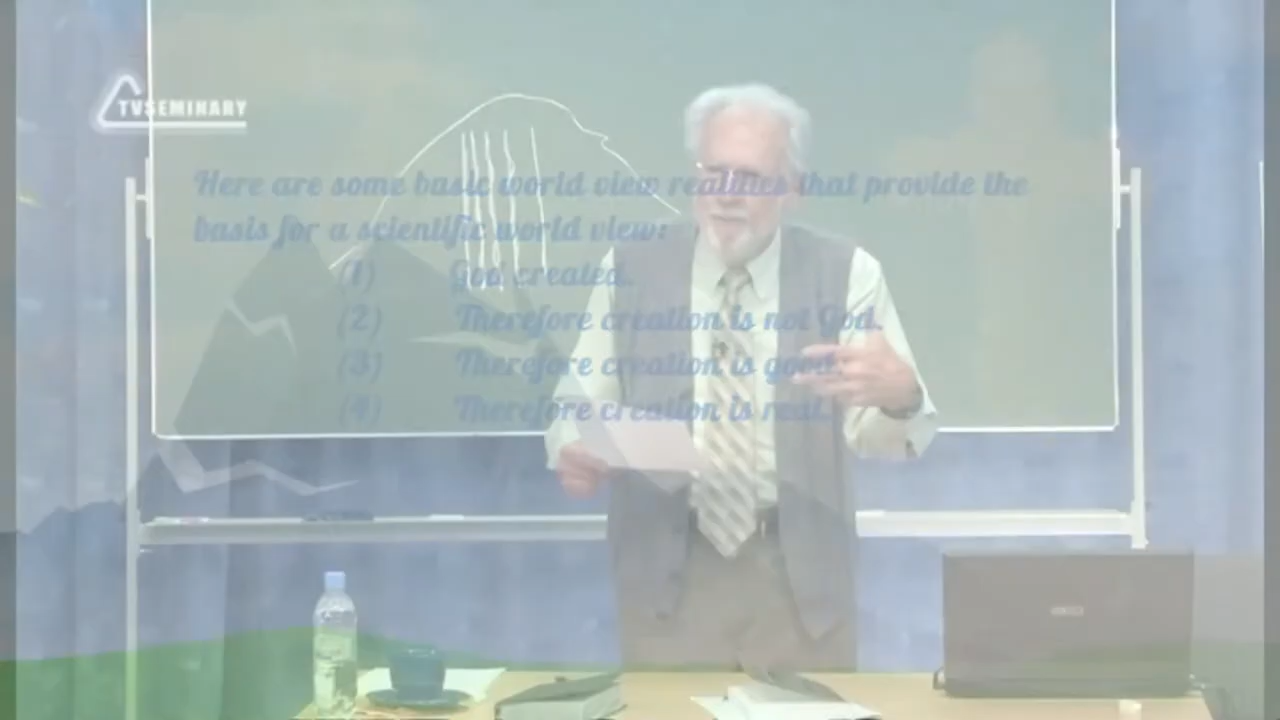 TVSEMINARY
Here are some basic world view realities that provide the
basis for a scientific world view:
(1) God created.
(2) Therefore creation is not God.
(3) Therefore creation is good.
(4) Therefore creation is real.